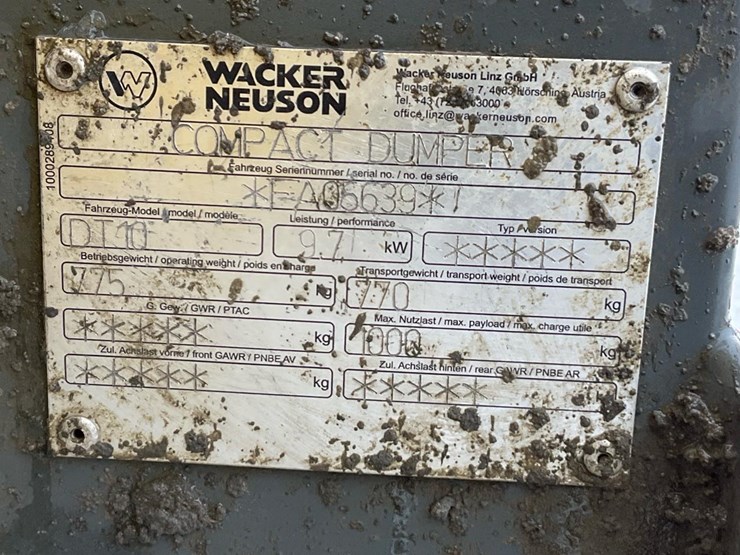 WACKER
NEUSON
Wacker Neuson Linz GmbH
7, 4063 Hörsching, Austria
Tel. +43
office.linz@wackerneuson.com
COMPACT DUMPER
Fahrzeug Seriennummer / serial no. / no. de série
Fahrzeug-Model / model / modèle
Leistung / performance
Typ / version
DT10
9.7 kW
*****
Betriebsgewicht / operating weight / poids en charge
Transportgewicht / transport weight / poids de transport
775 kg
770 kg
G. Gew. / GWR / PTAC
Max. Nutzlast / max. payload / max. charge utile
***** kg
1000 kg
Zul. Achslast vorne / front GAWR / PNBE AV
Zul. Achslast hinten / rear GAWR / PNBE AR
***** kg
*****